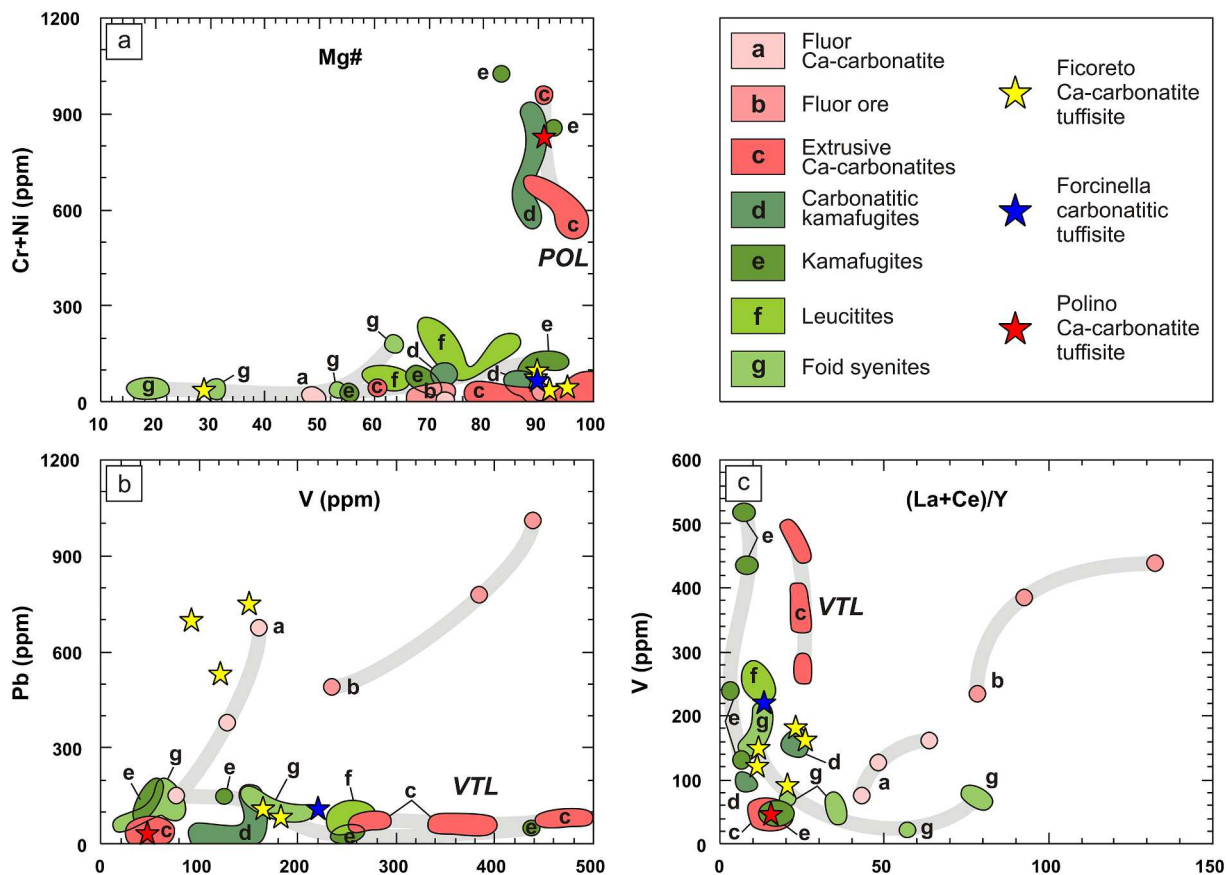 a
Mg#
1200
900
600
300
0
Cr+Ni (ppm)
e
c
e
d
c
POL
g
g
g
a
g
e
c
f
e
d
b
f
c
d
e
10
20
30
40
50
60
70
80
90
100
a
Fluor
Ca-carbonatite
b
Fluor ore
c
Extrusive
Ca-carbonatites
d
Carbonatitic
kamafugites
e
Kamafugites
f
Leucitites
g
Foid syenites
Ficoreto
Ca-carbonatite
tuffisite
Forcinella
carbonatitic
tuffisite
Polino
Ca-carbonatite
tuffisite
b
V (ppm)
1200
900
600
300
0
Pb (ppm)
a
b
e
g
e
g
f
c
VTL
c
d
e
e
c
0
100
200
300
400
500
c
(La+Ce)/Y
600
500
400
300
200
100
0
V (ppm)
e
c
VTL
f
b
e
g
d
a
g
g
d
c
e
g
0
50
100
150